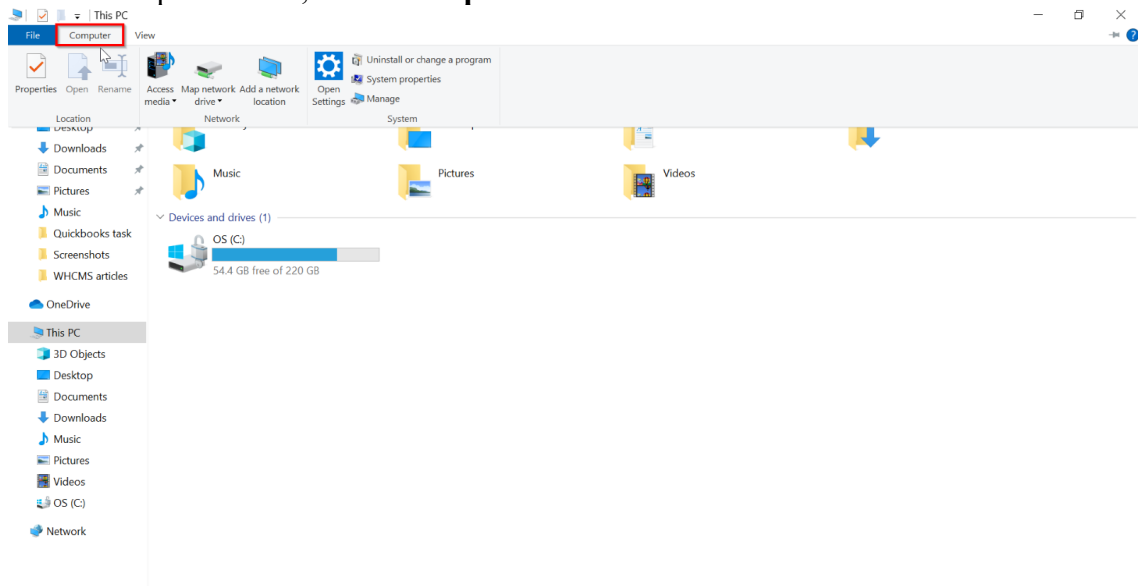 This PC
File Computer View
Properties Open Rename
Access media
Map network drive
Add a network location
Open Settings
Uninstall or change a program
System properties
Manage
Location Network System
Desktop
Downloads
Documents
Pictures
Music
Quickbooks task
Screenshots
WHCMS articles
OneDrive
This PC
3D Objects
Desktop
Documents
Downloads
Music
Pictures
Videos
OS (C:)
Network
Music Pictures Videos
Devices and drives (1)
OS (C:)
54.4 GB free of 220 GB